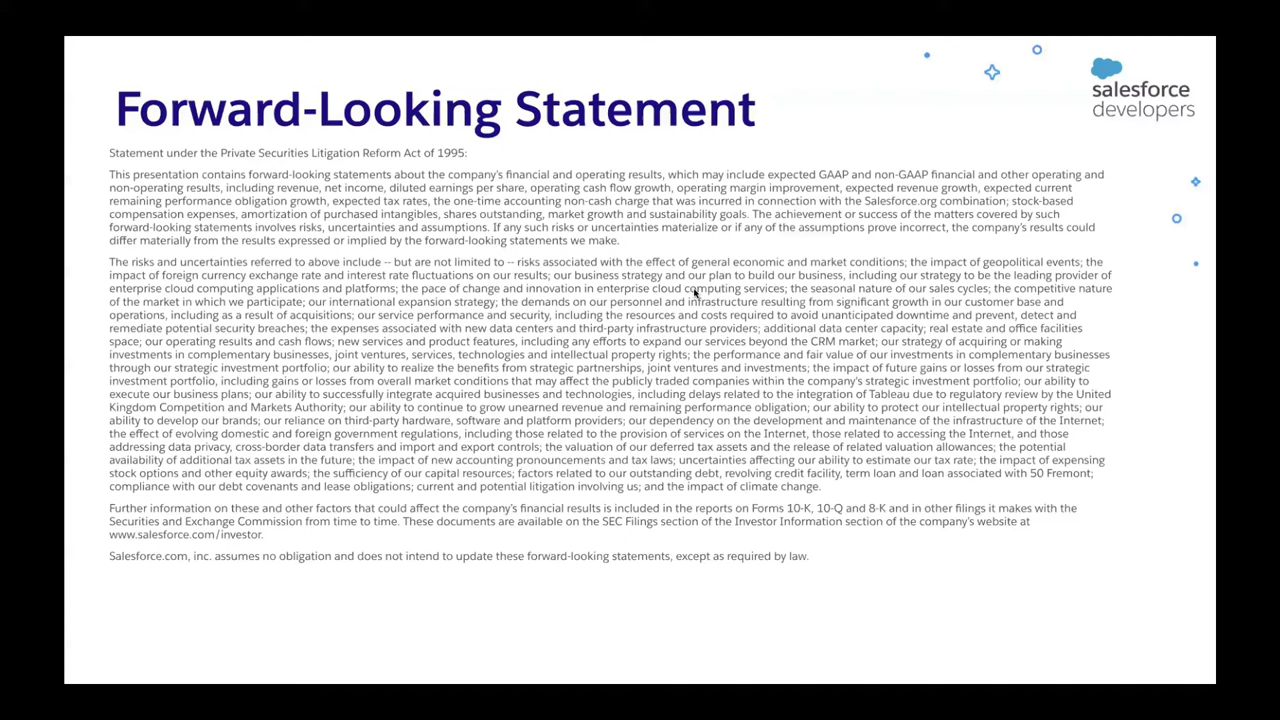 salesforce
developers
Forward-Looking Statement
Statement under the Private Securities Litigation Reform Act of 1995:
This presentation contains forward-looking statements about the company's financial and operating results, which may include expected GAAP and non-GAAP financial and other operating and
non-operating results, including revenue, net income, diluted earnings per share, operating cash flow growth, operating margin improvement, expected revenue growth, expected current
remaining performance obligation growth, expected tax rates, the one-time accounting non-cash charge that was incurred in connection with the Salesforce.org combination; stock-based
compensation expenses, amortization of purchased intangibles, shares outstanding, market growth and sustainability goals. The achievement or success of the matters covered by such
forward-looking statements involves risks, uncertainties and assumptions. If any such risks or uncertainties materialize or if any of the assumptions prove incorrect, the company's results could
differ materially from the results expressed or implied by the forward-looking statements we make.
The risks and uncertainties referred to above include -- but are not limited to -- risks associated with the effect of general economic and market conditions; the impact of geopolitical events; the
impact of foreign currency exchange rate and interest rate fluctuations on our results; our business strategy and our plan to build our business, including our strategy to be the leading provider of
enterprise cloud computing applications and platforms; the pace of change and innovation in enterprise cloud computing services; the seasonal nature of our sales cycles; the competitive nature
of the market in which we participate; our international expansion strategy; the demands on our personnel and infrastructure resulting from significant growth in our customer base and
operations, including as a result of acquisitions; our service performance and security, including the resources and costs required to avoid unanticipated downtime and prevent, detect and
remediate potential security breaches; the expenses associated with new data centers and third-party infrastructure providers; additional data center capacity; real estate and office facilities
space; our operating results and cash flows; new services and product features, including any efforts to expand our services beyond the CRM market; our strategy of acquiring or making
investments in complementary businesses, joint ventures, services, technologies and intellectual property rights; the performance and fair value of our investments in complementary businesses
through our strategic investment portfolio; our ability to realize the benefits from strategic partnerships, joint ventures and investments; the impact of future gains or losses from our strategic
investment portfolio, including gains or losses from overall market conditions that may affect the publicly traded companies within the company's strategic investment portfolio; our ability to
execute our business plans; our ability to successfully integrate acquired businesses and technologies, including delays related to the integration of Tableau due to regulatory review by the United
Kingdom Competition and Markets Authority; our ability to continue to grow unearned revenue and remaining performance obligation; our ability to protect our intellectual property rights; our
ability to develop our brands; our reliance on third-party hardware, software and platform providers; our dependency on the development and maintenance of the infrastructure of the Internet;
the effect of evolving domestic and foreign government regulations, including those related to the provision of services on the Internet, those related to accessing the Internet, and those
addressing data privacy, cross-border data transfers and import and export controls; the valuation of our deferred tax assets and the release of related valuation allowances; the potential
availability of additional tax assets in the future; the impact of new accounting pronouncements and tax laws; uncertainties affecting our ability to estimate our tax rate; the impact of expensing
stock options and other equity awards; the sufficiency of our capital resources; factors related to our outstanding debt, revolving credit facility, term loan and loan associated with 50 Fremont;
compliance with our debt covenants and lease obligations; current and potential litigation involving us; and the impact of climate change.
Further information on these and other factors that could affect the company's financial results is included in the reports on Forms 10-K, 10-Q and 8-K and in other filings it makes with the
Securities and Exchange Commission from time to time. These documents are available on the SEC Filings section of the Investor Information section of the company's website at
www.salesforce.com/investor.
Salesforce.com, inc. assumes no obligation and does not intend to update these forward-looking statements, except as required by law.